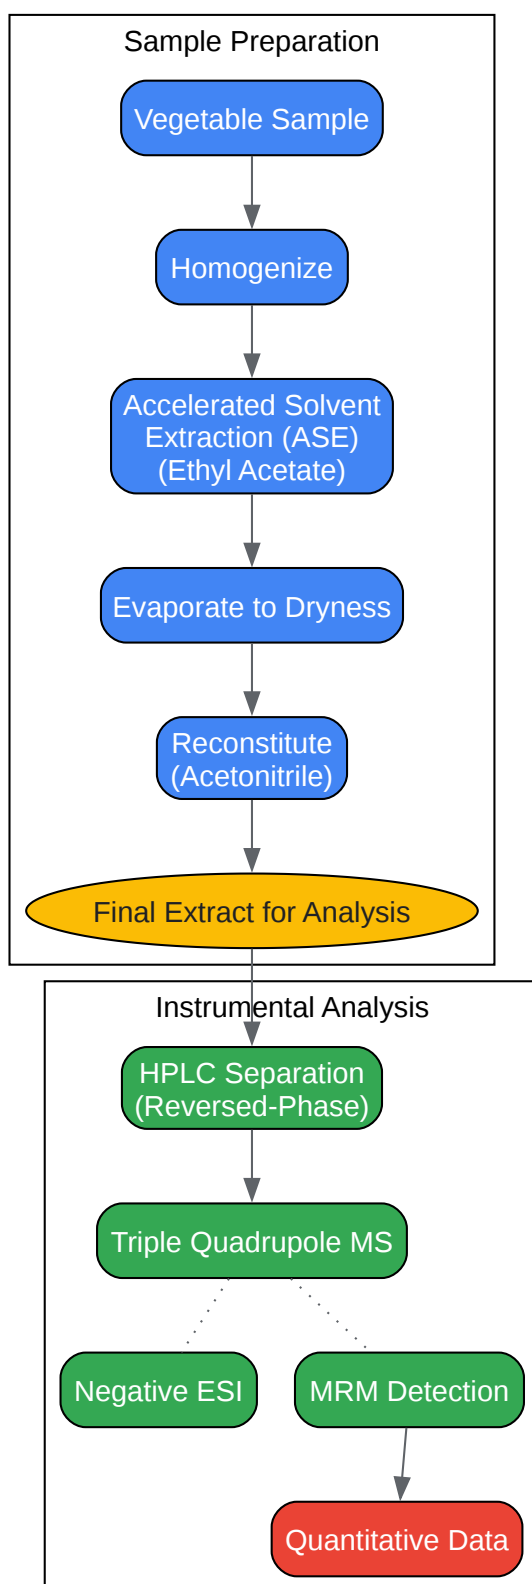 Sample Preparation
Vegetable Sample
Homogenize
Accelerated Solvent
Extraction (ASE)
(Ethyl Acetate)
Evaporate to Dryness
Reconstitute
(Acetonitrile)
Final Extract for Analysis
Instrumental Analysis
HPLC Separation
(Reversed-Phase)
Triple Quadrupole MS
Negative ESI
MRM Detection
Quantitative Data